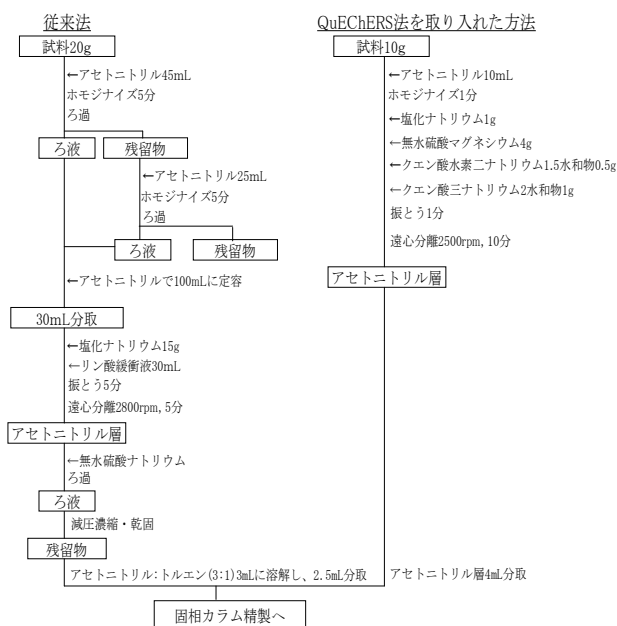 従来法
試料20g
←アセトニトリル45mL
ホモジナイズ5分
ろ過
ろ液
残留物
←アセトニトリル25mL
ホモジナイズ5分
ろ過
ろ液
残留物
←アセトニトリルで100mLに定容
30mL分取
←塩化ナトリウム15g
←リン酸緩衝液30mL
振とう5分
遠心分離2800rpm,5分
アセトニトリル層
←無水硫酸ナトリウム
ろ過
ろ液
減圧濃縮・乾固
残留物
アセトニトリル:トルエン(3:1)3mLに溶解し、2.5mL分取
QuEChERS法を取り入れた方法
試料10g
←アセトニトリル10mL
ホモジナイズ1分
←塩化ナトリウム1g
←無水硫酸マグネシウム4g
←クエン酸水素二ナトリウム1.5水和物0.5g
←クエン酸三ナトリウム2水和物1g
振とう1分
遠心分離2500rpm,10分
アセトニトリル層
アセトニトリル層4mL分取
固相カラム精製へ